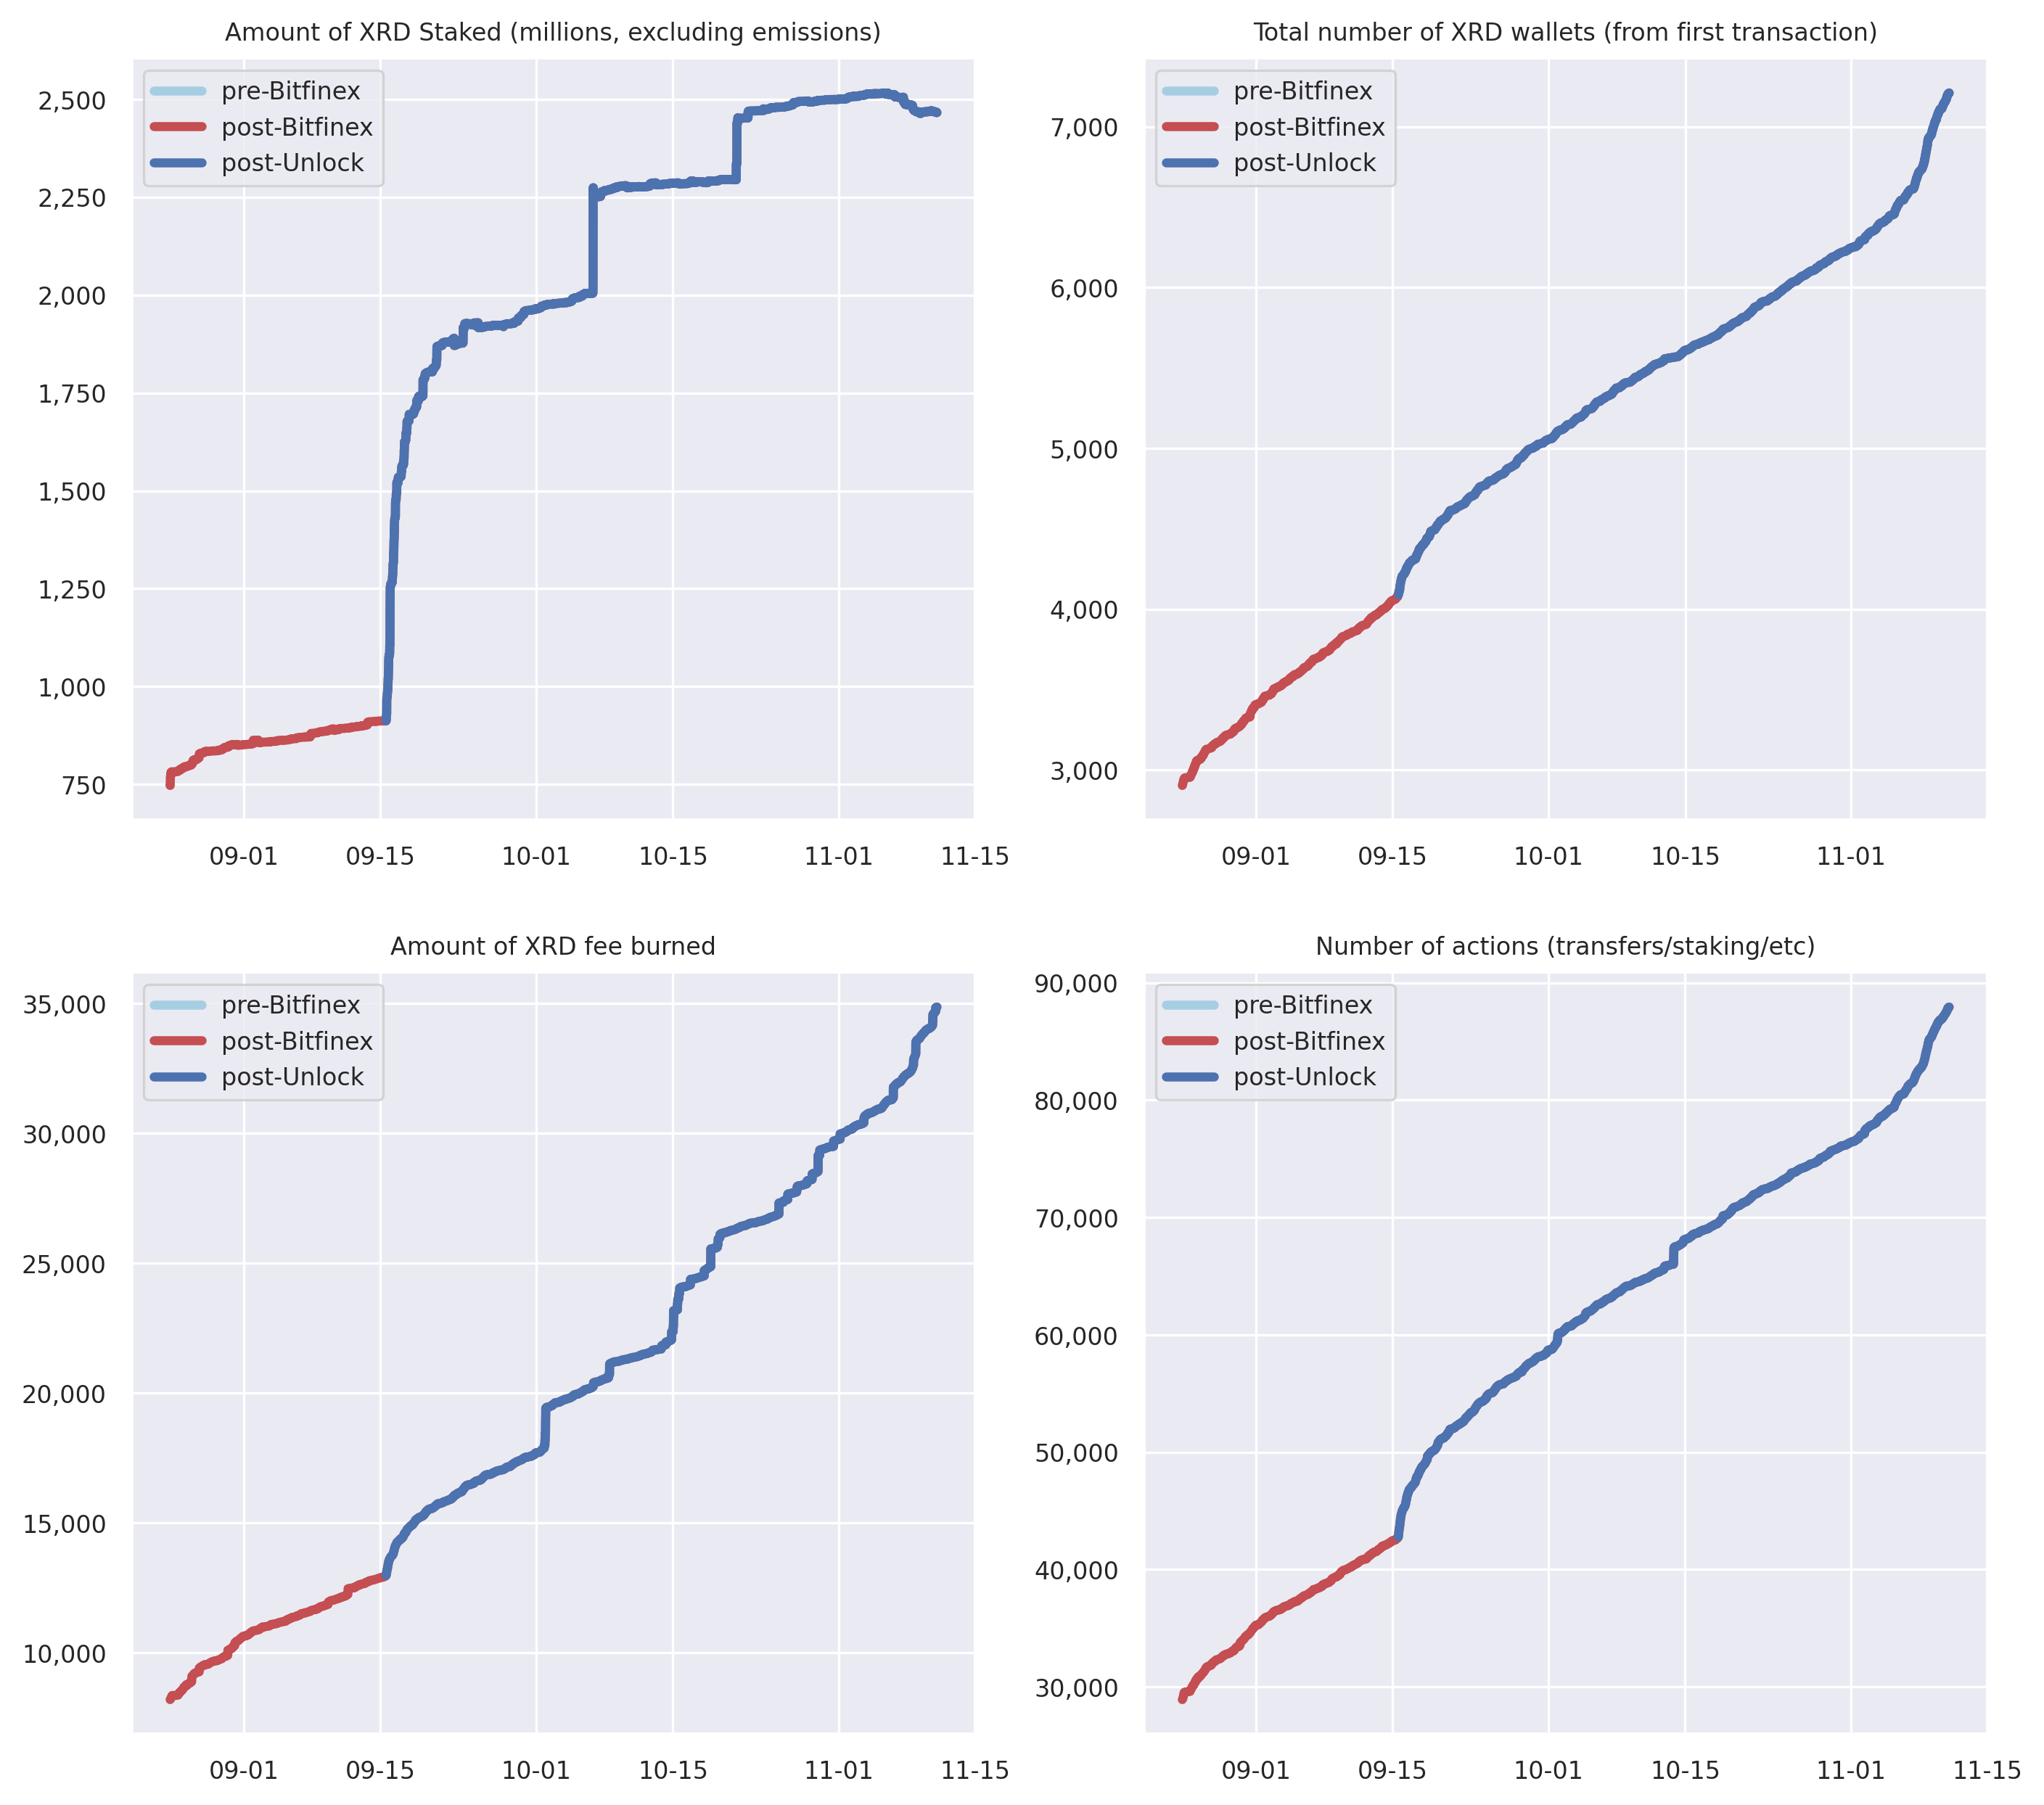 Amount of XRD Staked (millions, excluding emissions)
pre-Bitfinex
post-Bitfinex
post-Unlock
2,500
2,250
2,000
1,750
1,500
1,250
1,000
750
09-01 09-15 10-01 10-15 11-01 11-15
Total number of XRD wallets (from first transaction)
pre-Bitfinex
post-Bitfinex
post-Unlock
7,000
6,000
5,000
4,000
3,000
09-01 09-15 10-01 10-15 11-01
Amount of XRD fee burned
pre-Bitfinex
post-Bitfinex
post-Unlock
35,000
30,000
25,000
20,000
15,000
10,000
09-01 09-15 10-01 10-15 11-01 11-15
Number of actions (transfers/staking/etc)
pre-Bitfinex
post-Bitfinex
post-Unlock
90,000
80,000
70,000
60,000
50,000
40,000
30,000
09-01 09-15 10-01 10-15 11-01 11-15